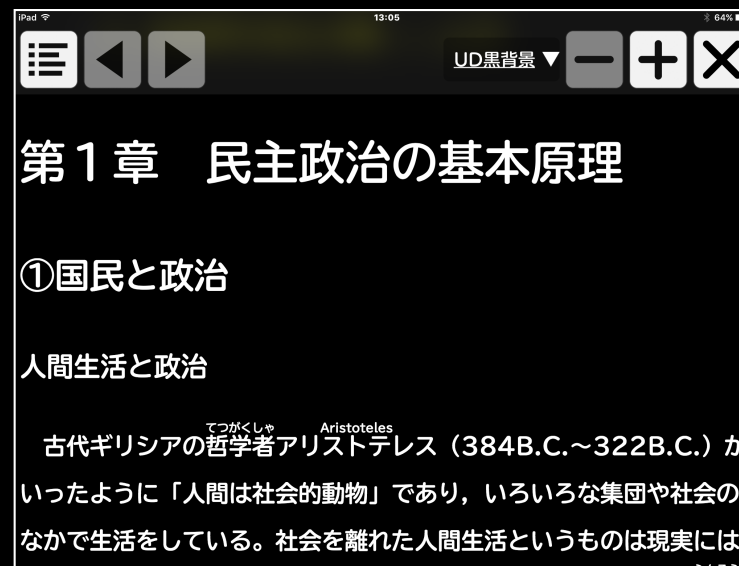 iPad 13:05 64%
UD黒背景 ▼
第1章　民主政治の基本原理
①国民と政治
人間生活と政治
てつがくしゃ Aristoteles
古代ギリシアの哲学者アリストテレス（384B.C.～322B.C.）が
いったように「人間は社会的動物」であり，いろいろな集団や社会の
なかで生活をしている。社会を離れた人間生活というものは現実には